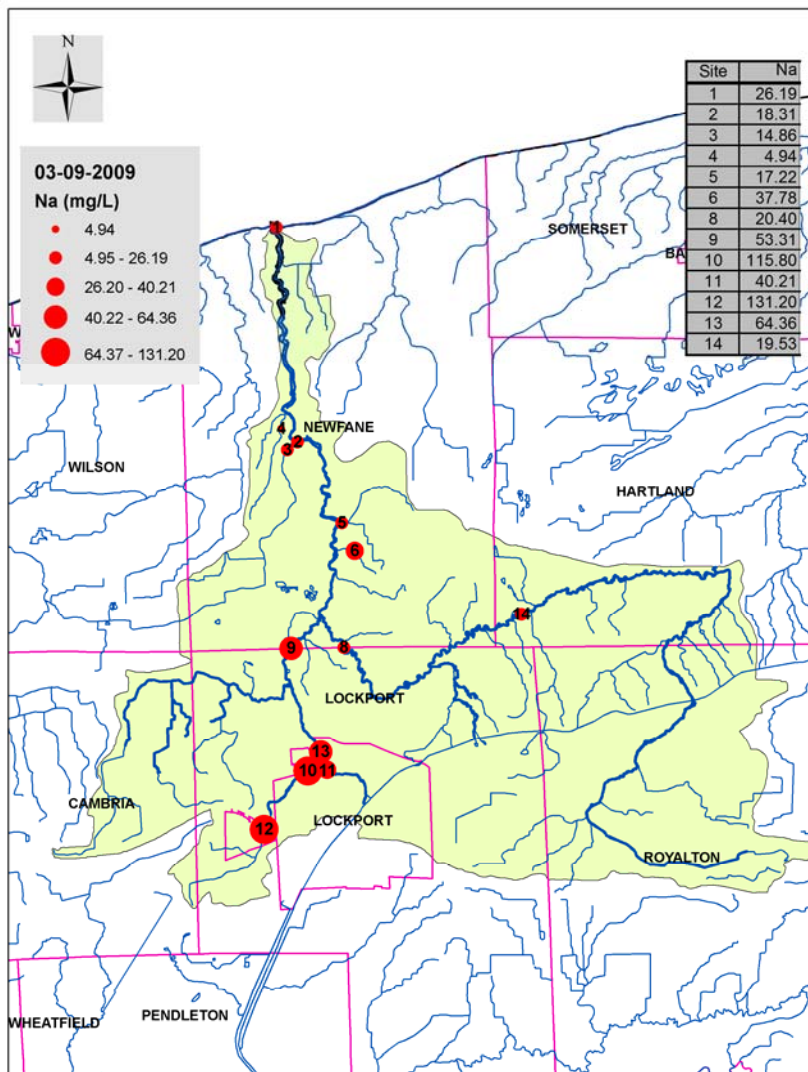 N
Site Na
1 26.19
2 18.31
3 14.86
4 4.94
5 17.22
6 37.78
8 20.40
9 53.31
10 115.80
11 40.21
12 131.20
13 64.36
14 19.53
03-09-2009
Na (mg/L)
4.94
4.95 - 26.19
26.20 - 40.21
40.22 - 64.36
64.37 - 131.20
1
SOMERSET
BA
W
4
NEWFANE
2
3
WILSON
HARTLAND
5
6
14
9
8
LOCKPORT
13
10
11
CAMBRIA
LOCKPORT
12
ROYALTON
PENDLETON
WHEATFIELD